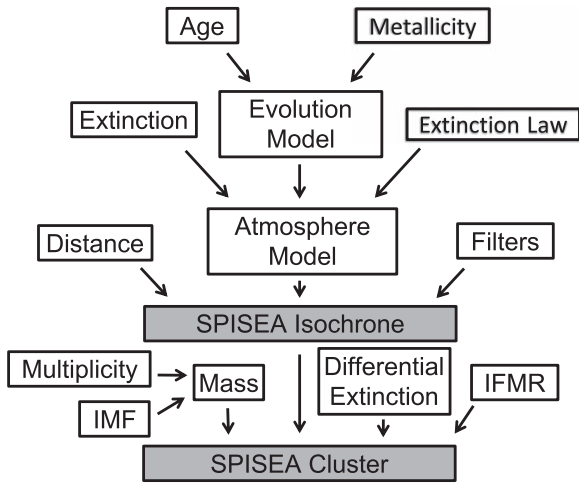 Age
Metallicity
Evolution
Model
Extinction
Extinction Law
Atmosphere
Model
Distance
Filters
SPISEA Isochrone
Multiplicity
Mass
IMF
Differential
Extinction
IFMR
SPISEA Cluster